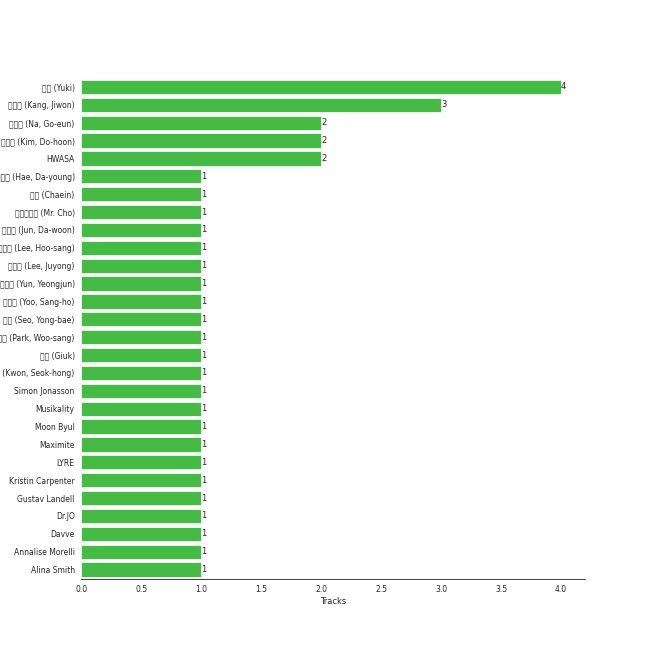 (Yuki)
4
(Kang, Jiwon)
3
(Na, Go-eun)
2
(Kim, Do-hoon)
2
HWASA
2
(Hae, Da-young)
1
(Chaein)
1
(Mr. Cho)
1
(Jun, Da-woon)
1
(Lee, Hoo-sang)
1
(Lee, Juyong)
1
(Yun, Yeongjun)
1
(Yoo, Sang-ho)
1
(Seo, Yong-bae)
1
(Park, Woo-sang)
1
(Giuk)
1
(Kwon, Seok-hong)
1
Simon Jonasson
1
Musikality
1
Moon Byul
1
Maximite
1
LYRE
1
Kristin Carpenter
1
Gustav Landell
1
Dr.JO
1
Davve
1
Annalise Morelli
1
Alina Smith
1
0.0 0.5 1.0 1.5 2.0 2.5 3.0 3.5 4.0
Tracks